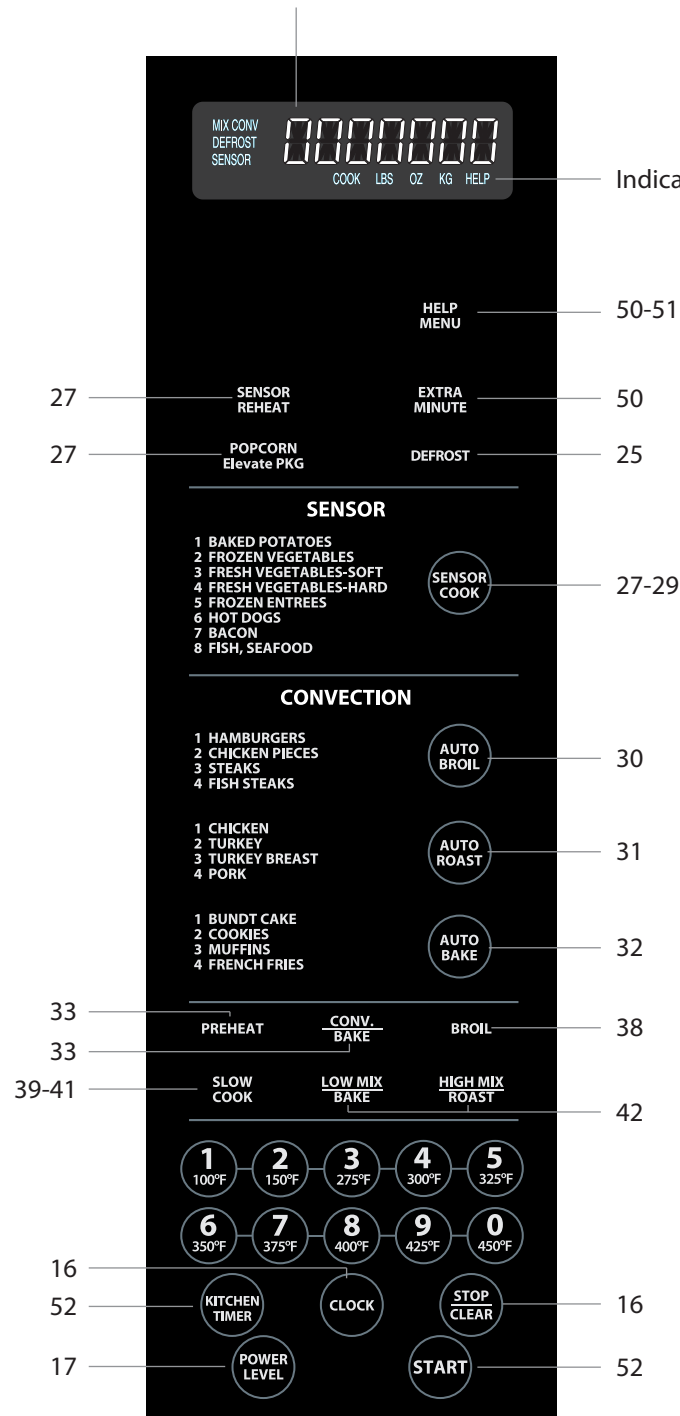 MIX CONV
DEFROST
SENSOR
COOK LBS OZ KG HELP
Indica
HELP
MENU
50-51
27
SENSOR
REHEAT
EXTRA
MINUTE
50
27
POPCORN
Elevate PKG
DEFROST
25
SENSOR
1 BAKED POTATOES
2 FROZEN VEGETABLES
3 FRESH VEGETABLES-SOFT
4 FRESH VEGETABLES-HARD
5 FROZEN ENTREES
6 HOT DOGS
7 BACON
8 FISH, SEAFOOD
SENSOR
COOK
27-29
CONVECTION
1 HAMBURGERS
2 CHICKEN PIECES
3 STEAKS
4 FISH STEAKS
AUTO
BROIL
30
1 CHICKEN
2 TURKEY
3 TURKEY BREAST
4 PORK
AUTO
ROAST
31
1 BUNDT CAKE
2 COOKIES
3 MUFFINS
4 FRENCH FRIES
AUTO
BAKE
32
33
PREHEAT
33
CONV.
BAKE
BROIL
38
39-41
SLOW
COOK
LOW MIX
BAKE
HIGH MIX
ROAST
42
1 2 3 4 5
100°F 150°F 275°F 300°F 325°F
6 7 8 9 0
350°F 375°F 400°F 425°F 450°F
16
52
KITCHEN
TIMER
CLOCK
STOP
CLEAR
16
17
POWER
LEVEL
START
52